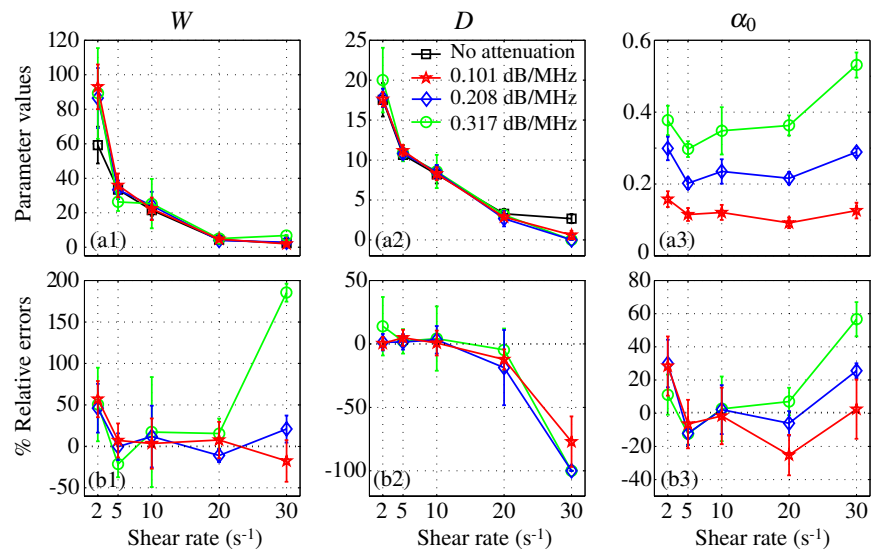 W
D
α0
Parameter values
120
100
80
60
40
20
0
(a1)
25
20
15
10
5
0
(a2)
No attenuation
0.101 dB/MHz
0.208 dB/MHz
0.317 dB/MHz
0.6
0.4
0.2
0
(a3)
% Relative errors
200
150
100
50
0
-50
(b1)
2 5 10 20 30
Shear rate (s-1)
50
0
-50
-100
(b2)
2 5 10 20 30
Shear rate (s-1)
80
60
40
20
0
-20
-40
(b3)
2 5 10 20 30
Shear rate (s-1)